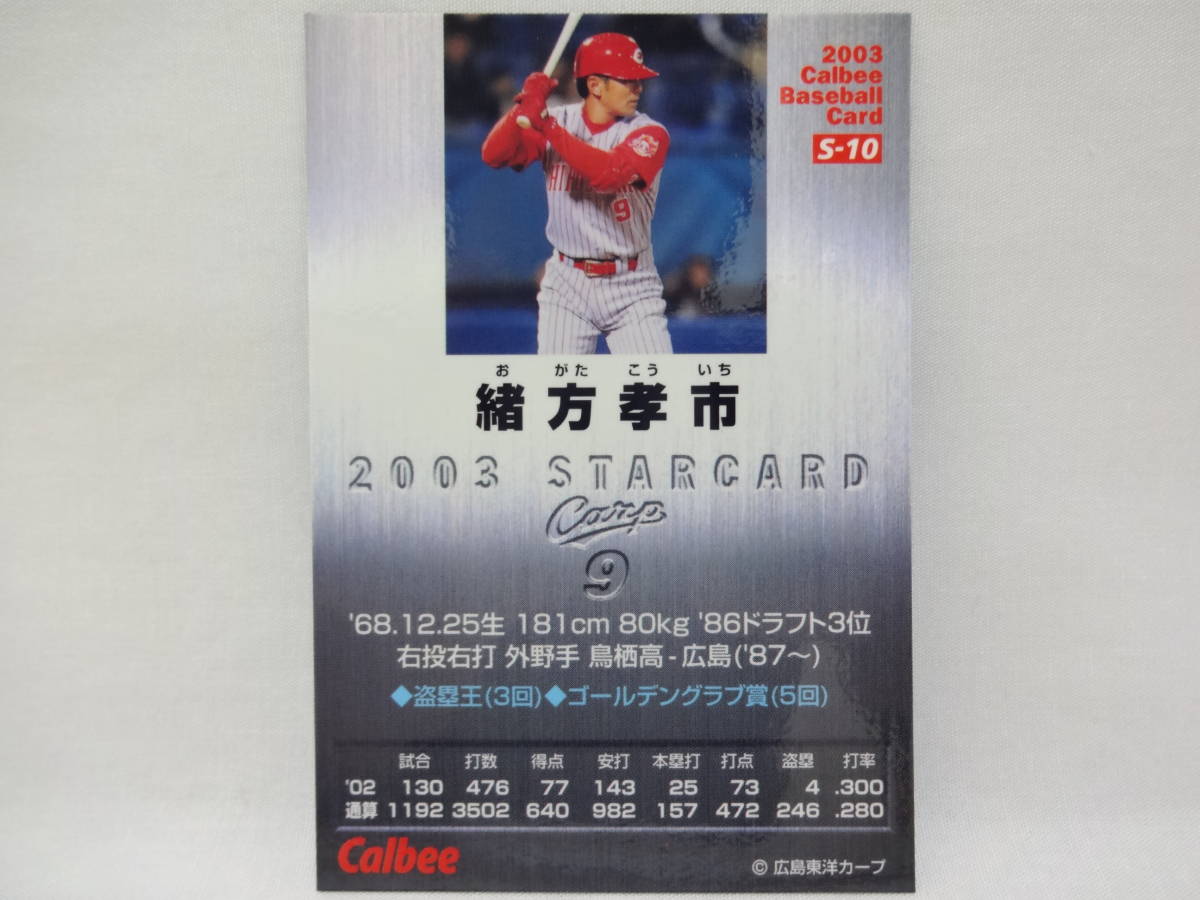 2003
Calbee
Baseball
Card
S-10
9
お がた こう いち
緒方孝市
2003 STARCARD
Carp
9
'68.12.25生 181cm 80kg '86ドラフト3位
右投右打 外野手 鳥栖高-広島('87～)
◆盗塁王(3回)◆ゴールデングラブ賞(5回)
試合 打数 得点 安打 本塁打 打点 盗塁 打率
'02 130 476 77 143 25 73 4 .300
通算 1192 3502 640 982 157 472 246 .280
Calbee
© 広島東洋カープ